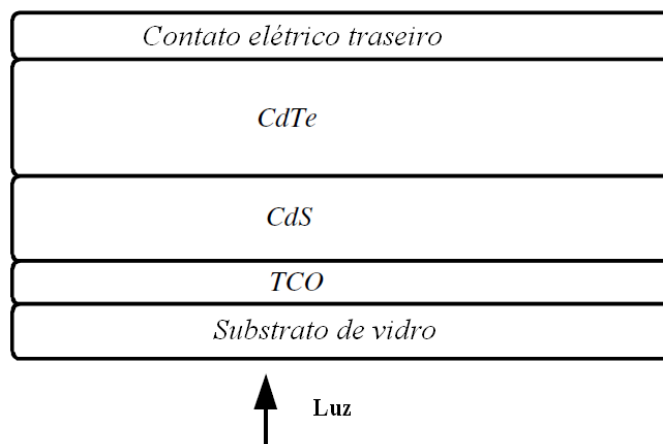 Contato elétrico traseiro
CdTe
CdS
TCO
Substrato de vidro
Luz